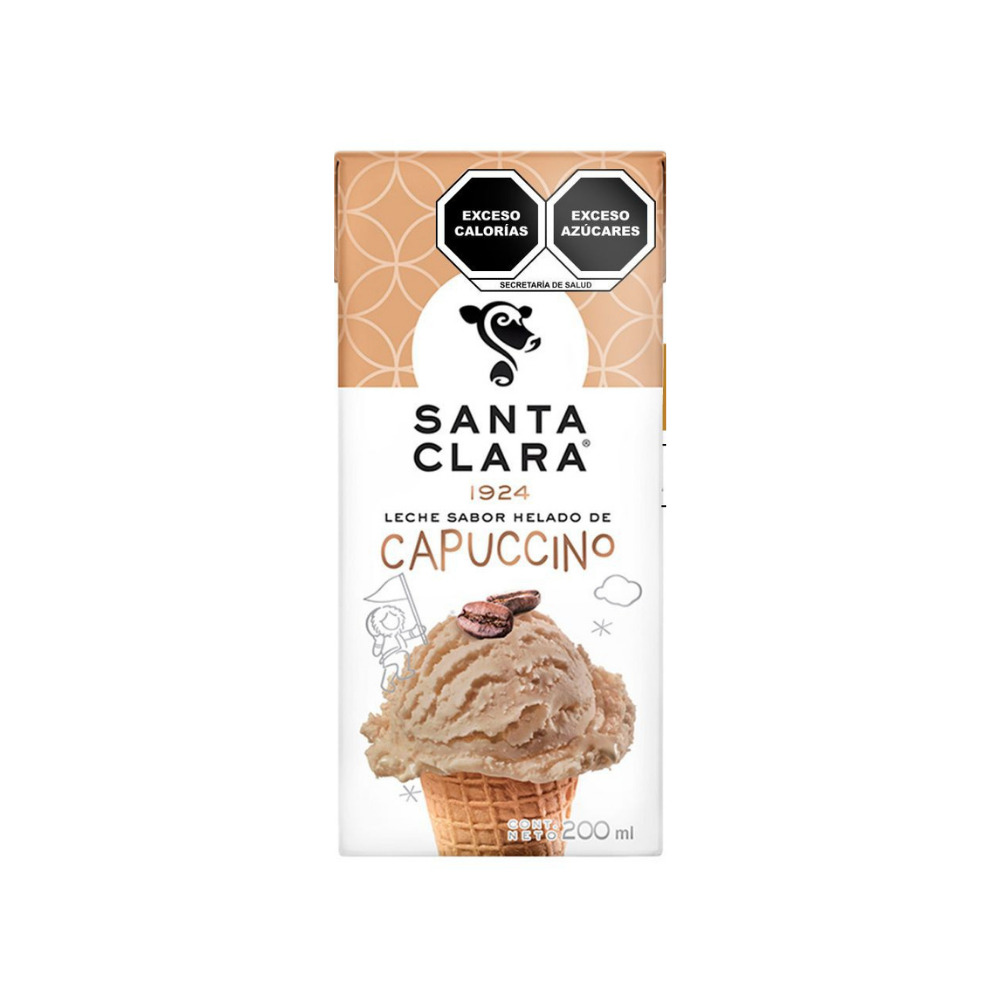 EXCESO
CALORÍAS
EXCESO
AZÚCARES
SECRETARÍA DE SALUD
SANTA
CLARA®
1924
LECHE SABOR HELADO DE
CAPUCCINO
CONT.
NETO 200 ml